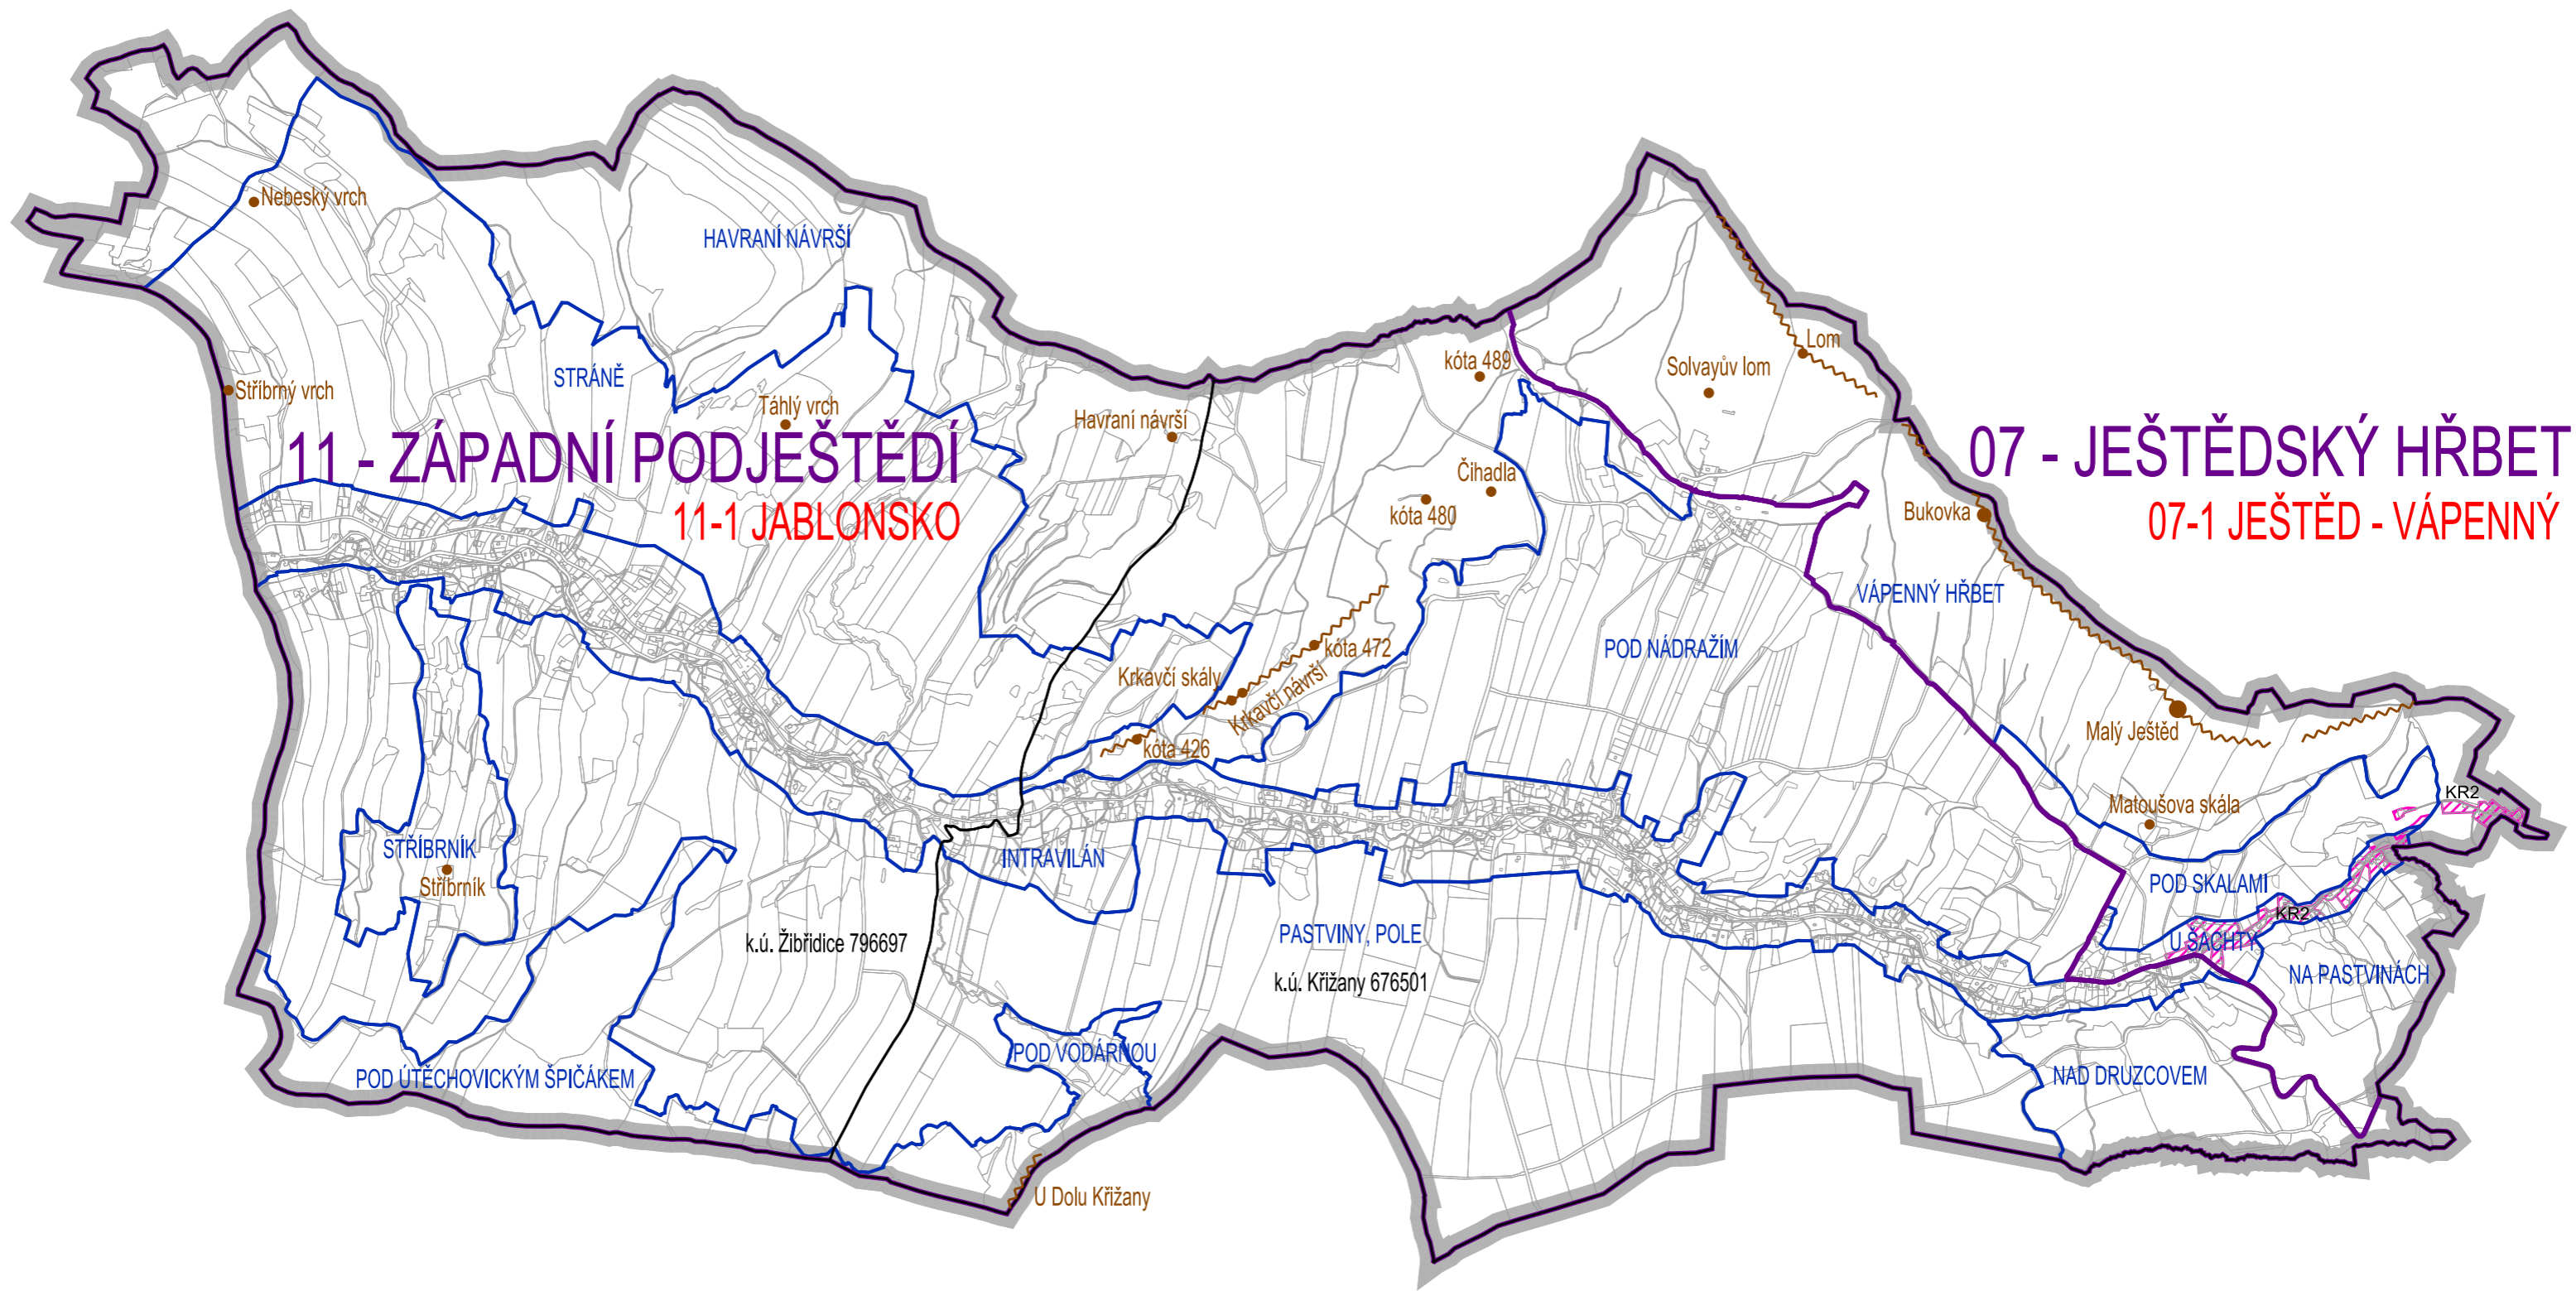 Nebeský vrch
HAVRANÍ NÁVRŠÍ
Lom
kóta 489
Solvayův lom
STRÁNĚ
Stříbrný vrch
Táhlý vrch
Havraní návrší
11 - ZÁPADNÍ PODJEŠTĚDÍ
07 - JEŠTĚDSKÝ HŘBET
Čihadla
11-1 JABLONSKO
kóta 480
Bukovka
07-1 JEŠTĚD - VÁPENNÝ
VÁPENNÝ HŘBET
POD NÁDRAŽÍM
kóta 472
Krkavčí skály
Krkavčí návrší
kóta 426
Malý Ještěd
KR2
Matoušova skála
STŘÍBRNÍK
INTRAVILÁN
Stříbrník
POD SKALAMI
KR2
k.ú. Žibřidice 796697
PASTVINY, POLE
U ŠACHTY
k.ú. Křižany 676501
NA PASTVINÁCH
POD VODÁRNOU
POD ÚTĚCHOVICKÝM ŠPIČÁKEM
NAD DRUZCOVEM
U Dolu Křižany